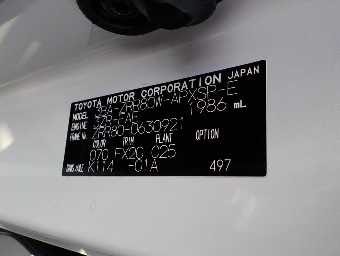 TOYOTA MOTOR CORPORATION JAPAN
MODEL DBA-ZRR80W-APXSP-E
ENGINE 3ZR-FAE 1986 mL
FRAME No. ZRR80-0630921
COLOR TRIM PLANT OPTION
070 FX20 C25
TRANS/AXLE K114 -01A 497